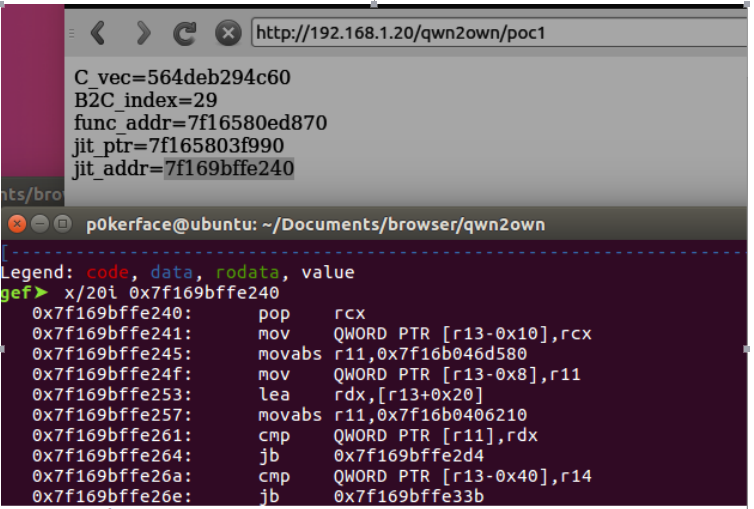 http://192.168.1.20/qwn2own/poc1
C_vec=564deb294c60
B2C_index=29
func_addr=7f16580ed870
jit_ptr=7f165803f990
jit_addr=7f169bffe240
nts/bro
p0kerface@ubuntu: ~/Documents/browser/qwn2own
[----------------------------------------------------------------------
Legend: code, data, rodata, value
gef➤ x/20i 0x7f169bffe240
0x7f169bffe240: pop rcx
0x7f169bffe241: mov QWORD PTR [r13-0x10],rcx
0x7f169bffe245: movabs r11,0x7f16b046d580
0x7f169bffe24f: mov QWORD PTR [r13-0x8],r11
0x7f169bffe253: lea rdx,[r13+0x20]
0x7f169bffe257: movabs r11,0x7f16b0406210
0x7f169bffe261: cmp QWORD PTR [r11],rdx
0x7f169bffe264: jb 0x7f169bffe2d4
0x7f169bffe26a: cmp QWORD PTR [r13-0x40],r14
0x7f169bffe26e: jb 0x7f169bffe33b